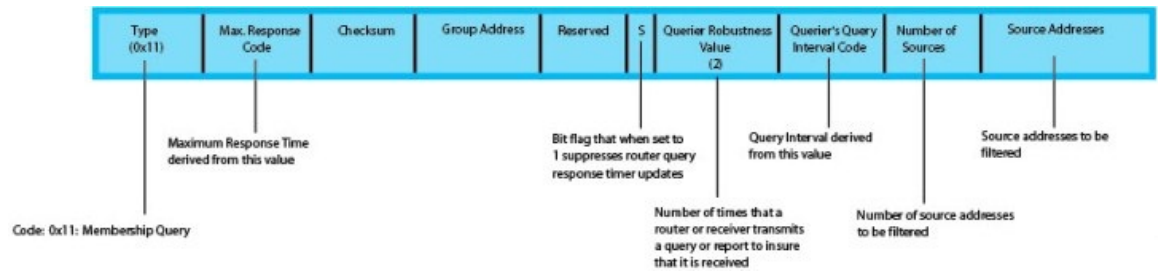 Type
(0x11)
Max. Response
Code
Checksum
Group Address
Reserved
S
Querier Robustness
Value
(2)
Querier's Query
Interval Code
Number of
Sources
Source Addresses
Maximum Response Time
derived from this value
Bit flag that when set to
1 suppresses router query
response timer updates
Query Interval derived
from this value
Source addresses to be
filtered
Code: 0x11: Membership Query
Number of times that a
router or receiver transmits
a query or report to insure
that it is received
Number of source addresses
to be filtered